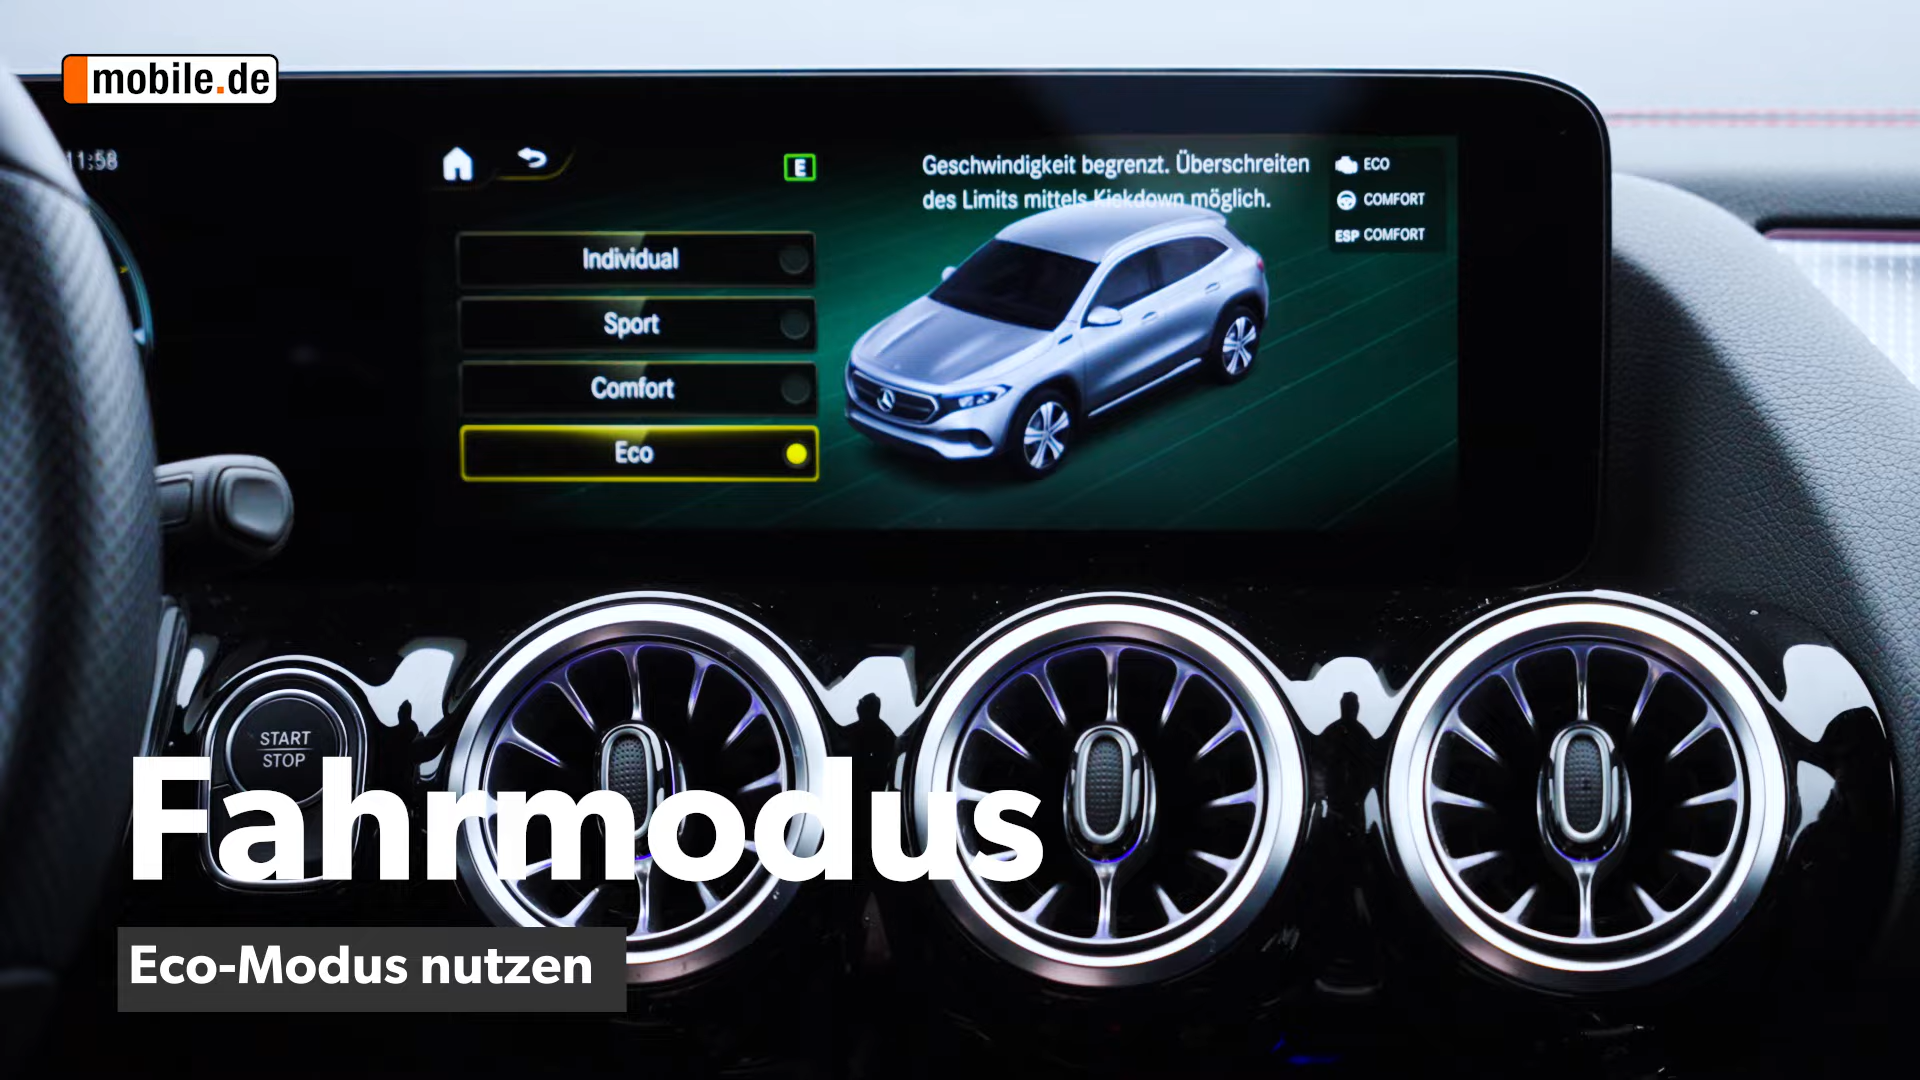 mobile.de
11:58
E
Geschwindigkeit begrenzt. Überschreiten
des Limits mittels Kickdown möglich.
ECO
COMFORT
ESP COMFORT
Individual
Sport
Comfort
Eco
START
STOP
Fahrmodus
Eco-Modus nutzen